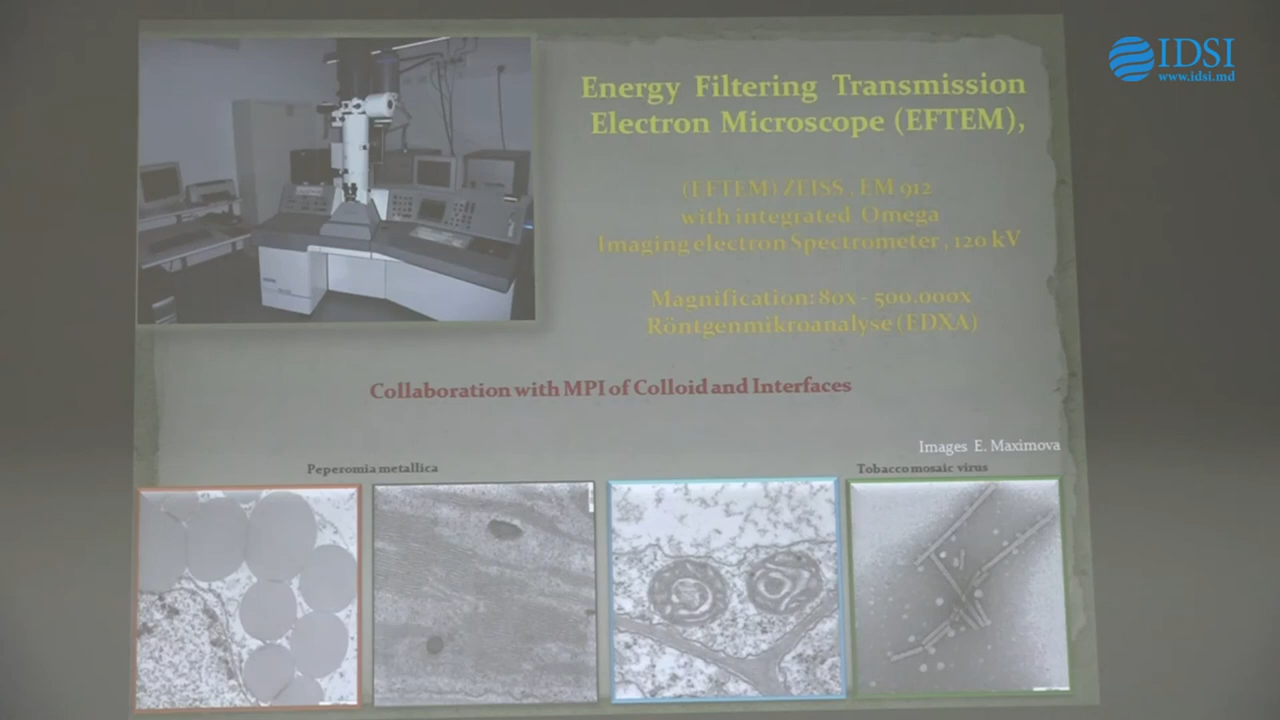 IDSI
www.idsi.md
Energy Filtering Transmission
Electron Microscope (EFTEM),
(EFTEM) ZEISS , EM 912
with integrated Omega
Imaging electron Spectrometer , 120 kV
Magnification: 80x - 500.000x
Röntgenmikroanalyse (EDXA)
Collaboration with MPI of Colloid and Interfaces
Images E. Maximova
Peperomia metallica
Tobacco mosaic virus